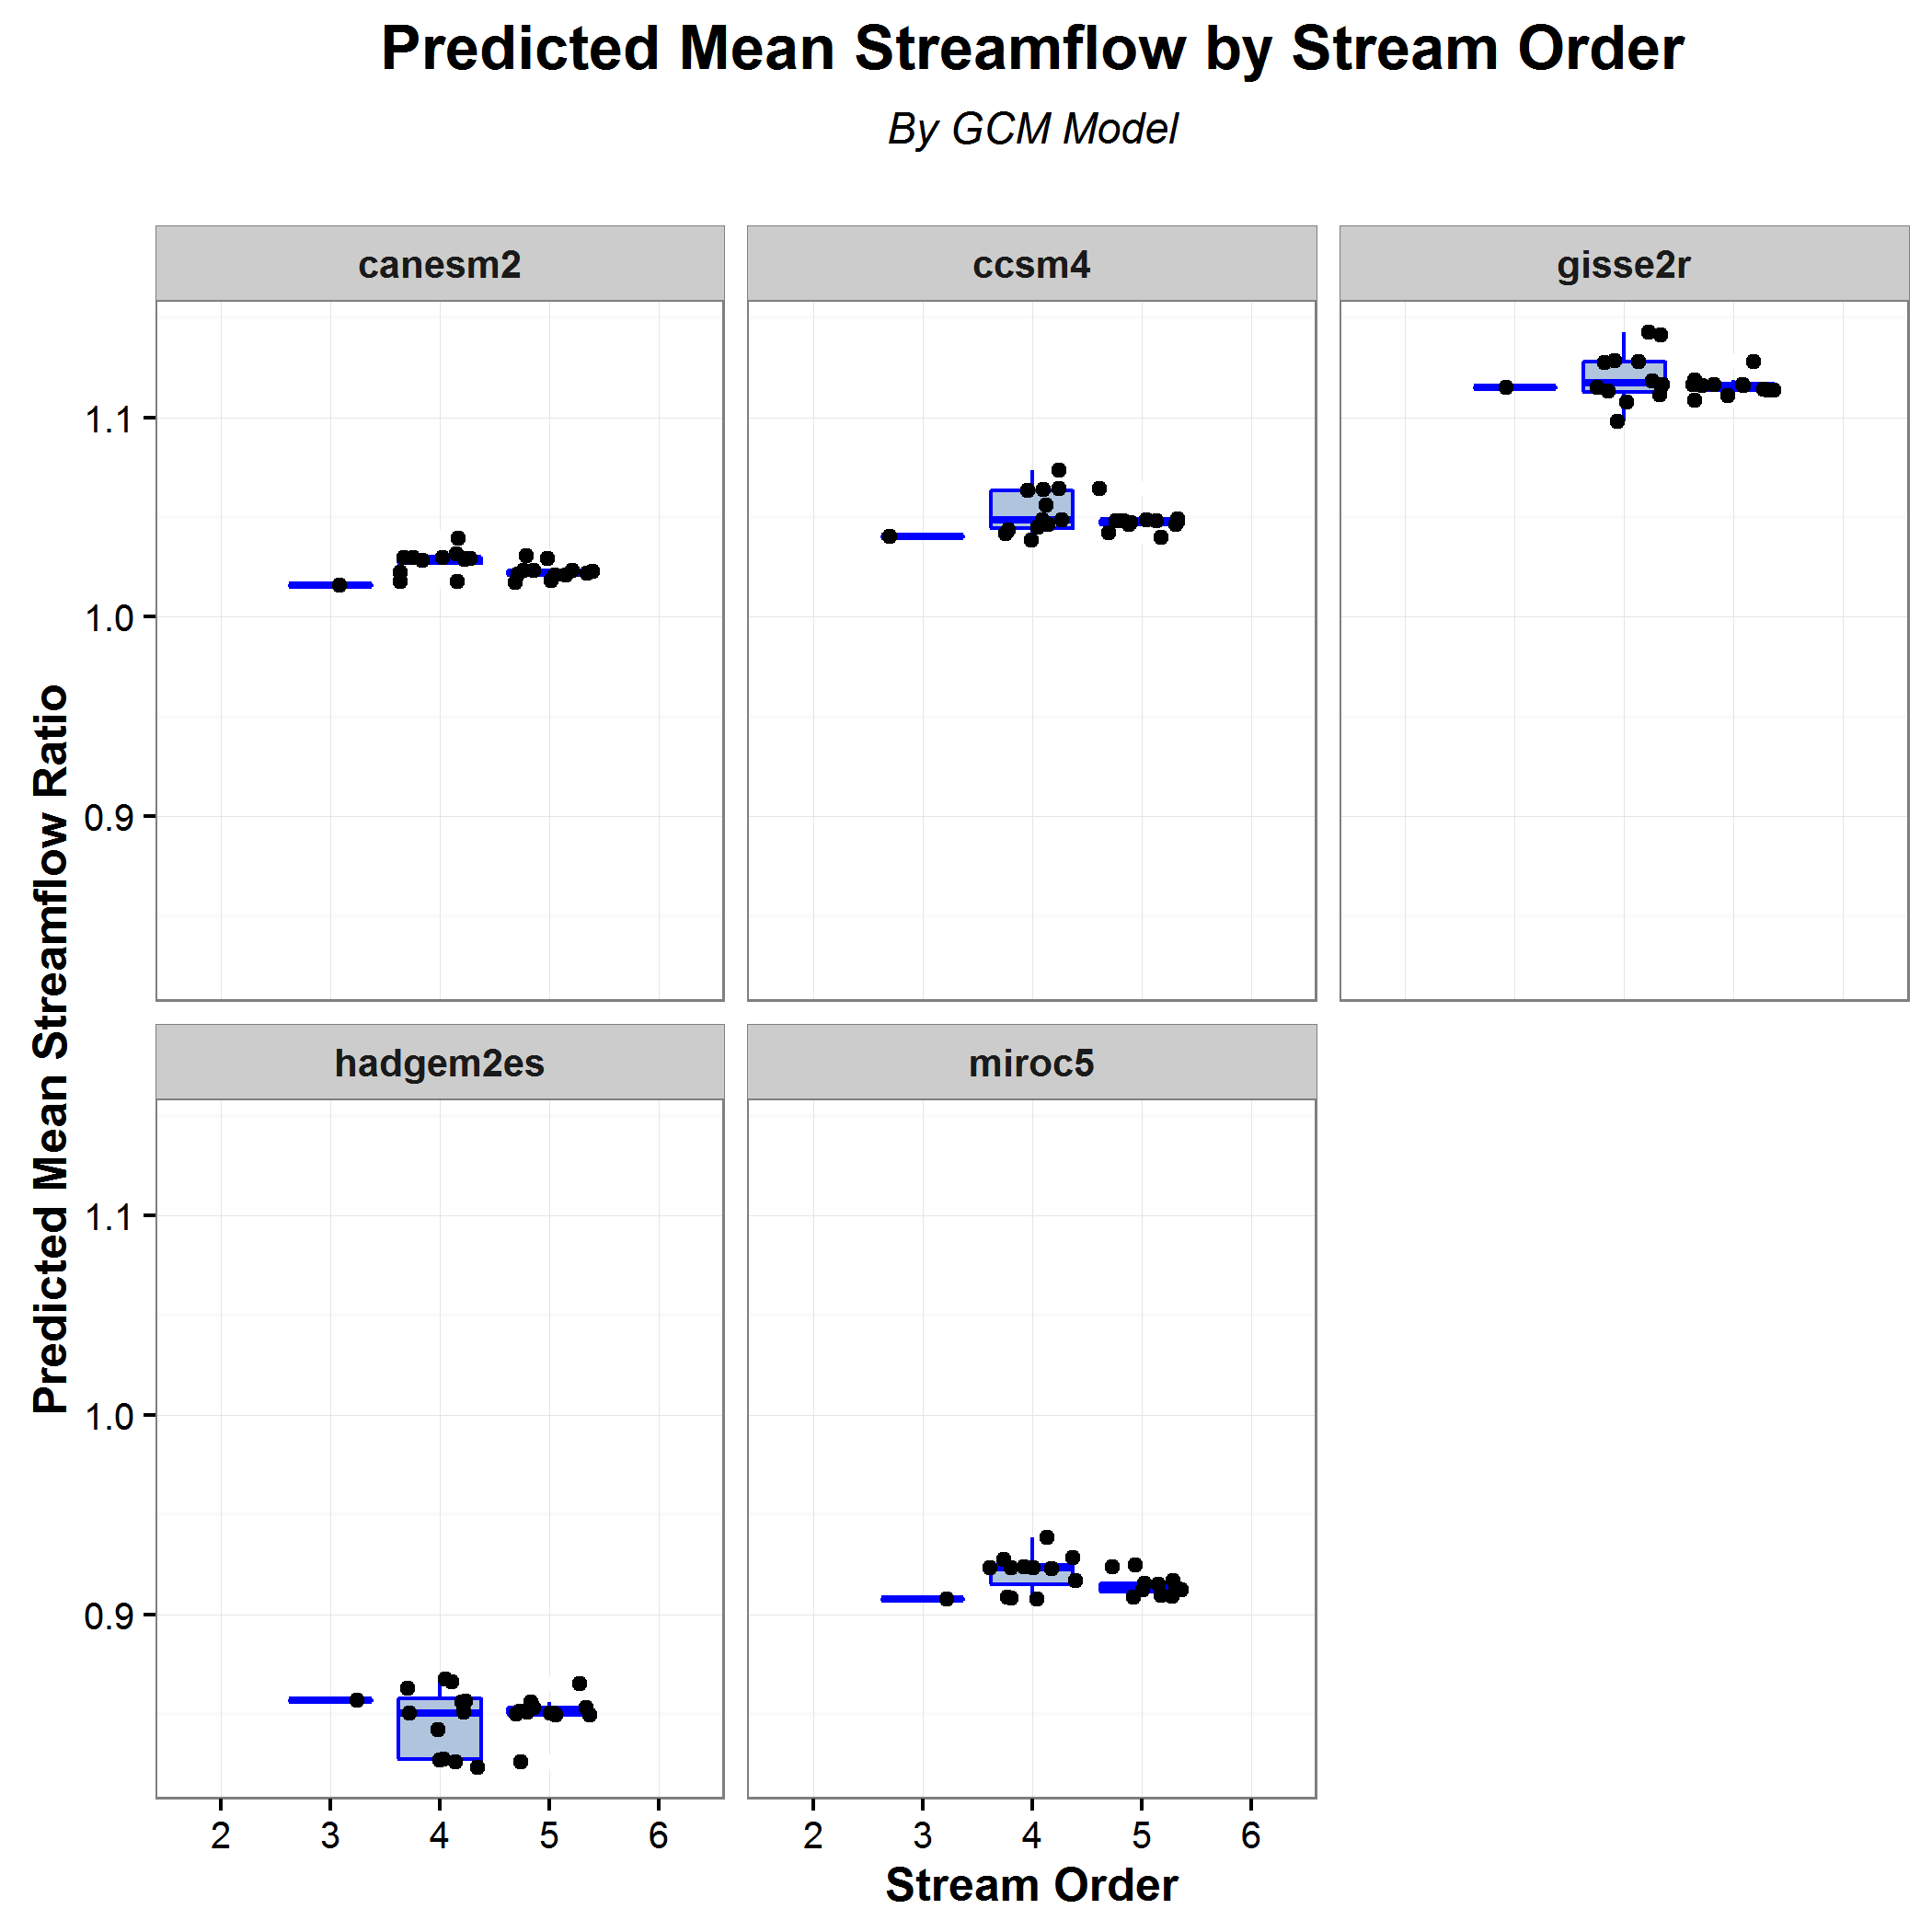 Predicted Mean Streamflow by Stream Order
By GCM Model
canesm2
ccsm4
gisse2r
1.1
1.0
0.9
Predicted Mean Streamflow Ratio
hadgem2es
miroc5
1.1
1.0
0.9
2 3 4 5 6
2 3 4 5 6
Stream Order